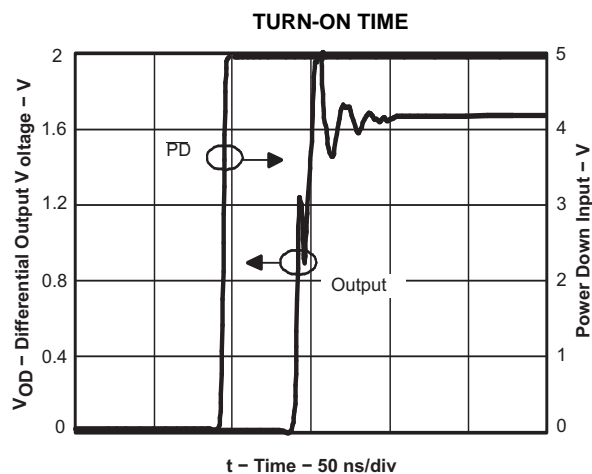 TURN-ON TIME
2
1.6
1.2
0.8
0.4
0
VOD – Differential Output V oltage – V
PD
Output
5
4
3
2
1
0
Power Down Input – V
t – Time – 50 ns/div